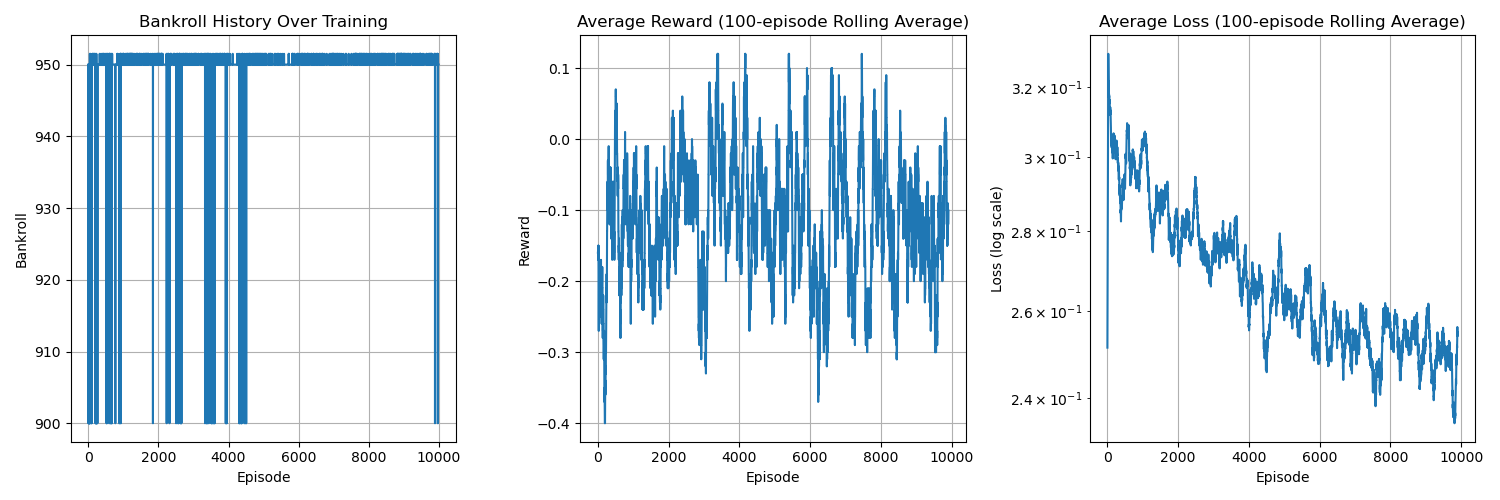 Bankroll History Over Training
950
940
930
920
910
900
Bankroll
0 2000 4000 6000 8000 10000
Episode
Average Reward (100-episode Rolling Average)
0.1
0.0
−0.1
−0.2
−0.3
−0.4
Reward
0 2000 4000 6000 8000 10000
Episode
Average Loss (100-episode Rolling Average)
3.2 × 10⁻¹
3 × 10⁻¹
2.8 × 10⁻¹
2.6 × 10⁻¹
2.4 × 10⁻¹
Loss (log scale)
0 2000 4000 6000 8000 10000
Episode